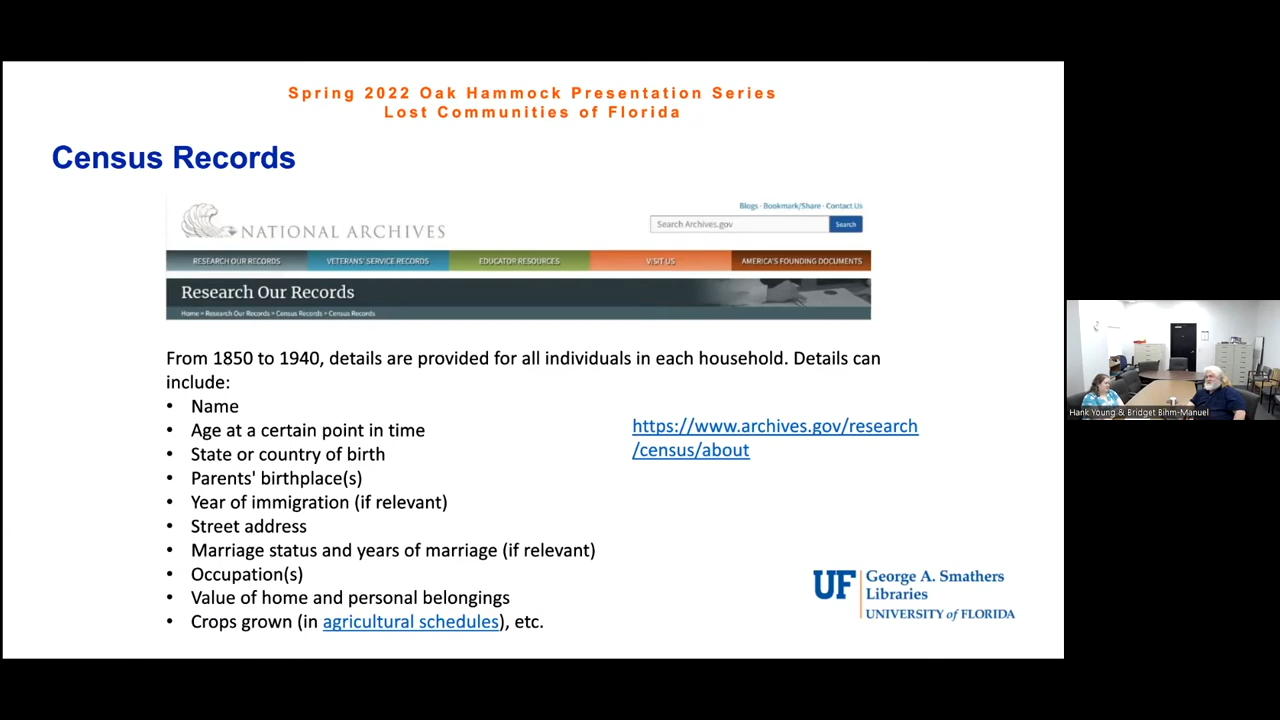 Spring 2022 Oak Hammock Presentation Series
Lost Communities of Florida
Census Records
NATIONAL ARCHIVES
Blogs · Bookmark/Share · Contact Us
Search Archives.gov
Search
RESEARCH OUR RECORDS
VETERANS' SERVICE RECORDS
EDUCATOR RESOURCES
VISIT US
AMERICA'S FOUNDING DOCUMENTS
Research Our Records
Home > Research Our Records > Census Records > Census Records
From 1850 to 1940, details are provided for all individuals in each household. Details can
include:
• Name
• Age at a certain point in time
• State or country of birth
• Parents' birthplace(s)
• Year of immigration (if relevant)
• Street address
• Marriage status and years of marriage (if relevant)
• Occupation(s)
• Value of home and personal belongings
• Crops grown (in agricultural schedules), etc.
https://www.archives.gov/research
/census/about
UF
George A. Smathers
Libraries
UNIVERSITY of FLORIDA
Hank Young & Bridget Bihm-Manuel